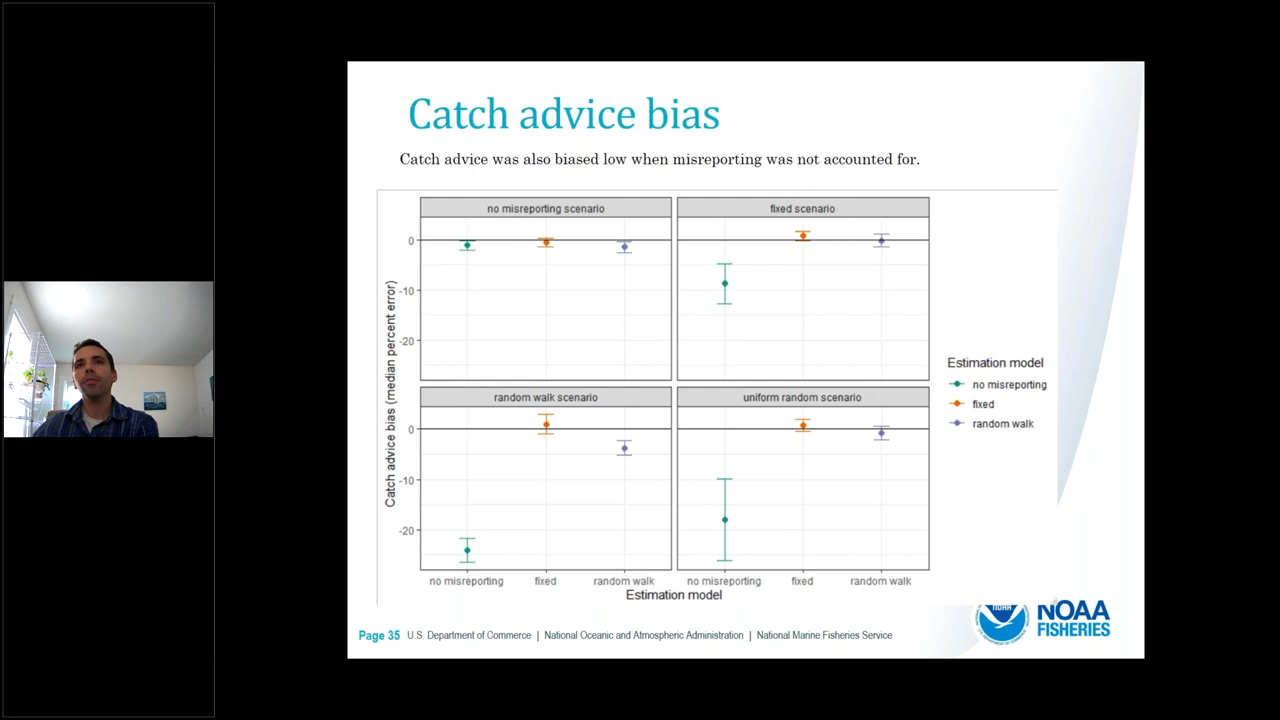 Catch advice bias
Catch advice was also biased low when misreporting was not accounted for.
no misreporting scenario
fixed scenario
0
-10
-20
random walk scenario
uniform random scenario
0
-10
-20
Catch advice bias (median percent error)
no misreporting
fixed
random walk
no misreporting
fixed
random walk
Estimation model
Estimation model
no misreporting
fixed
random walk
Page 35 U.S. Department of Commerce | National Oceanic and Atmospheric Administration | National Marine Fisheries Service
NOAA
FISHERIES